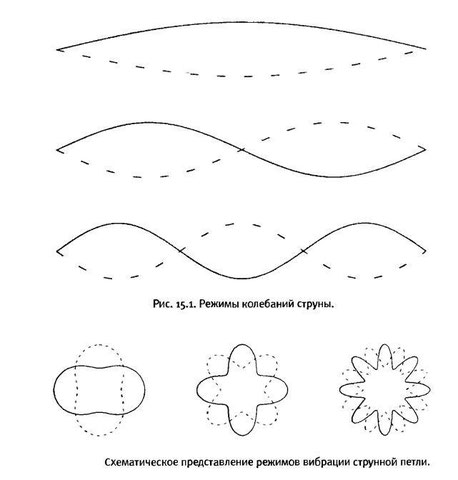 Рис. 15.1. Режимы колебаний струны.
Схематическое представление режимов вибрации струнной петли.